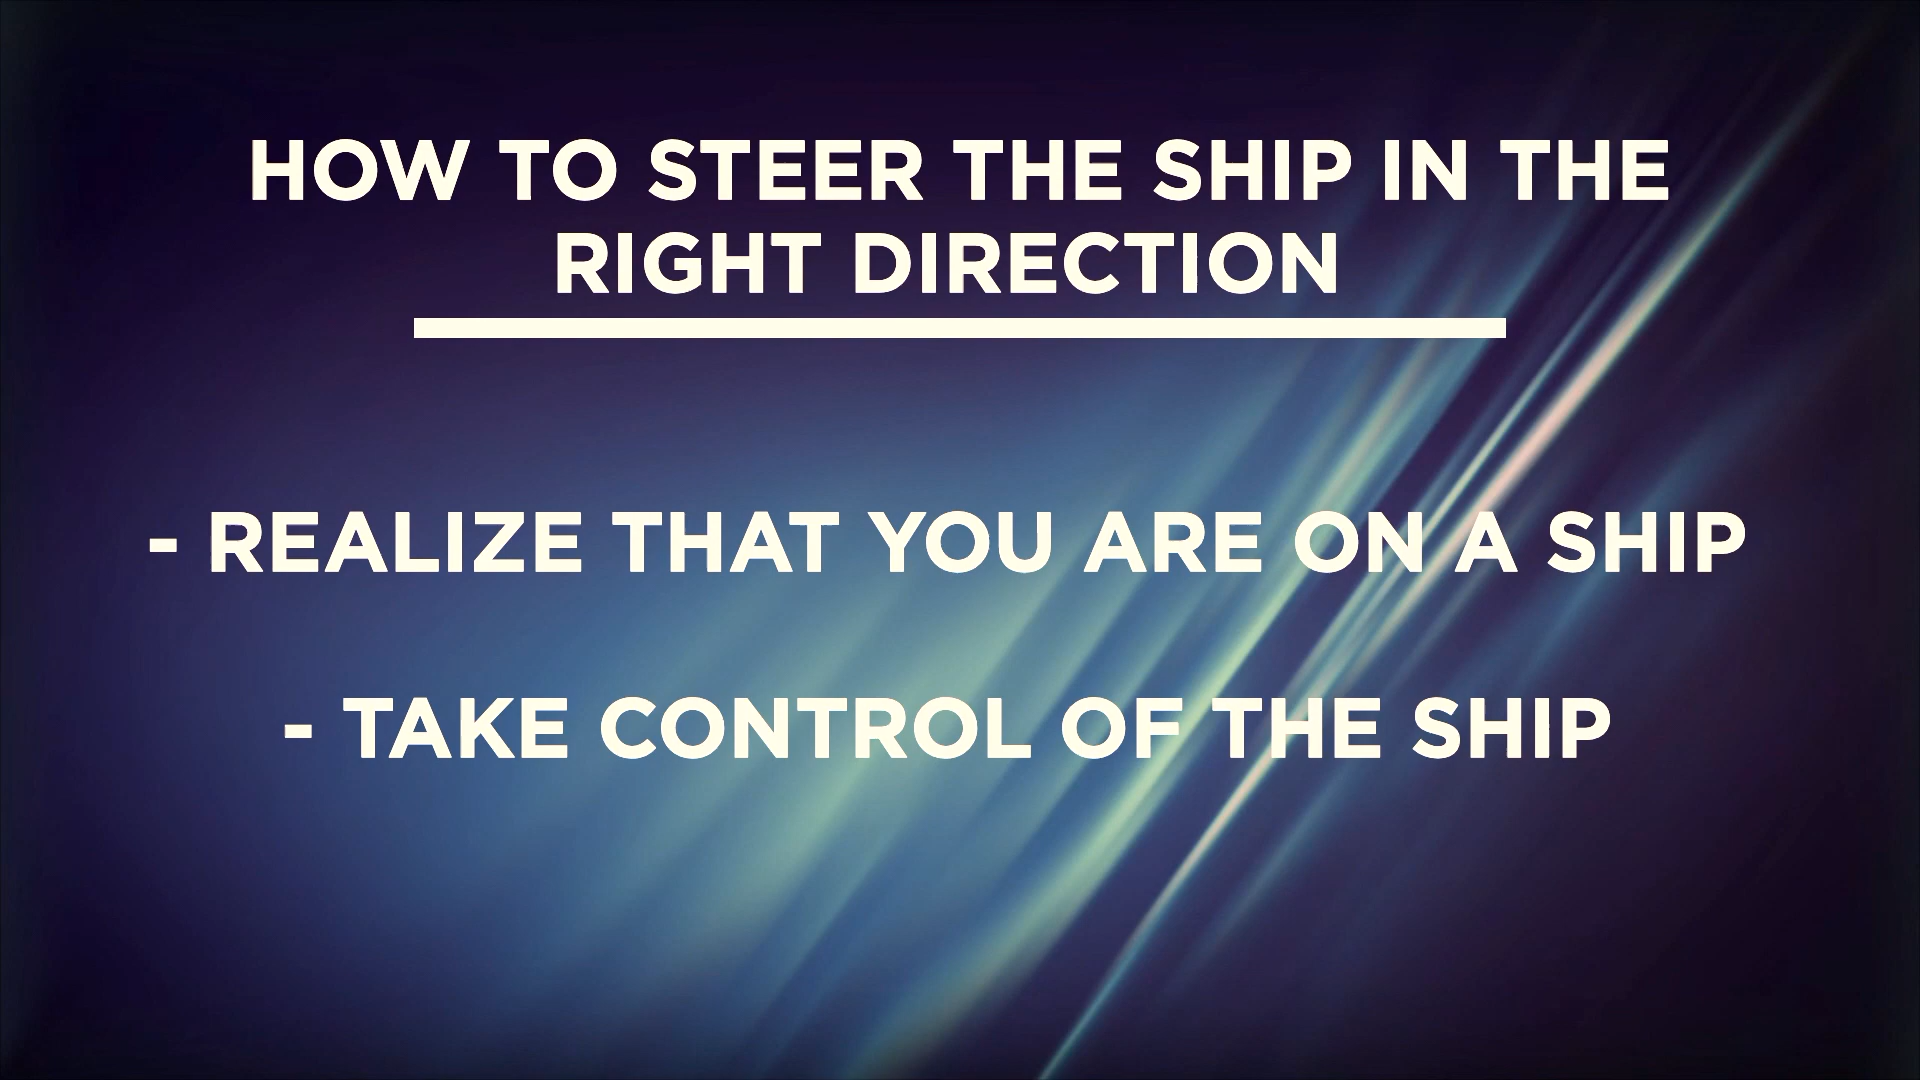 HOW TO STEER THE SHIP IN THE
RIGHT DIRECTION
- REALIZE THAT YOU ARE ON A SHIP
- TAKE CONTROL OF THE SHIP